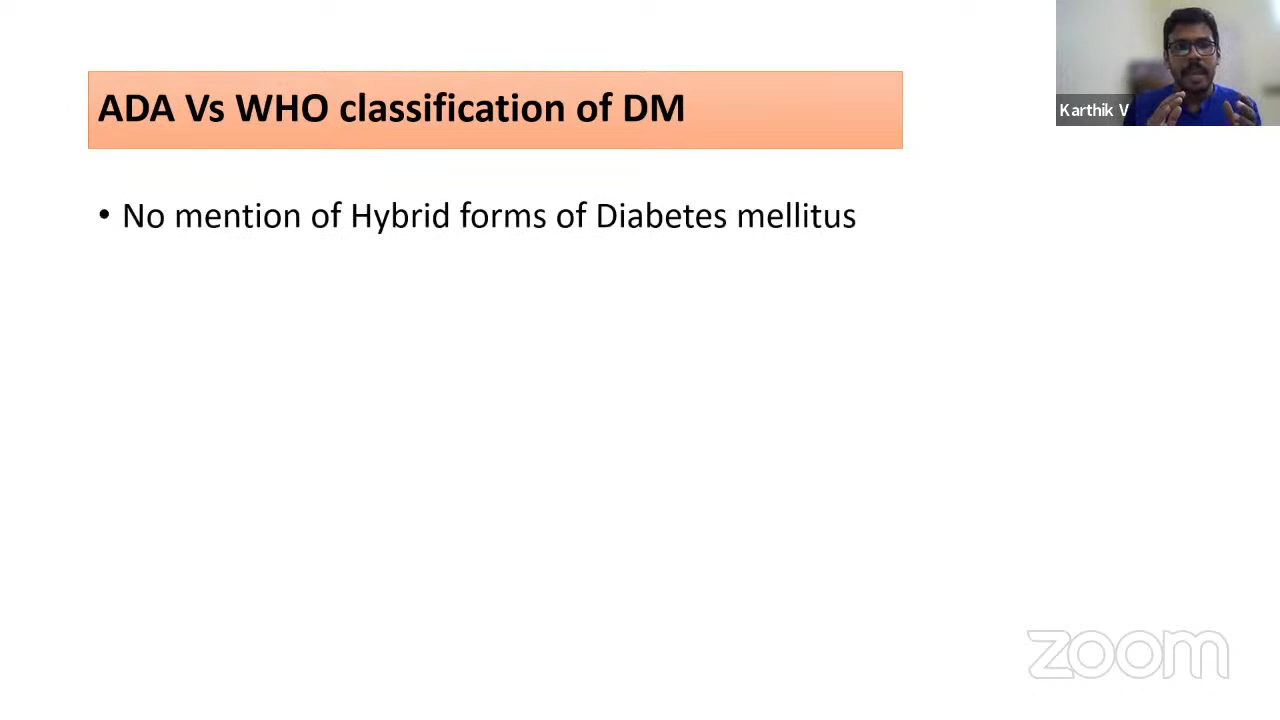 ADA Vs WHO classification of DM
• No mention of Hybrid forms of Diabetes mellitus
Karthik V
zoom